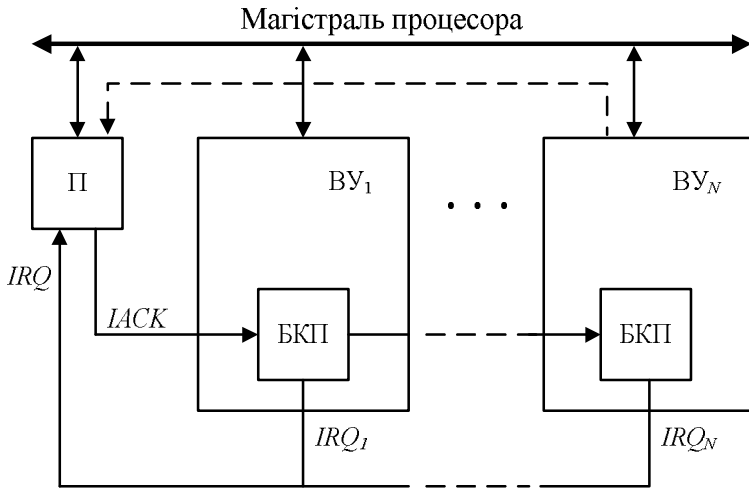 Магістраль процесора
П
ВУ1
. . .
ВУN
IRQ
IACK
БКП
БКП
IRQ1
IRQN